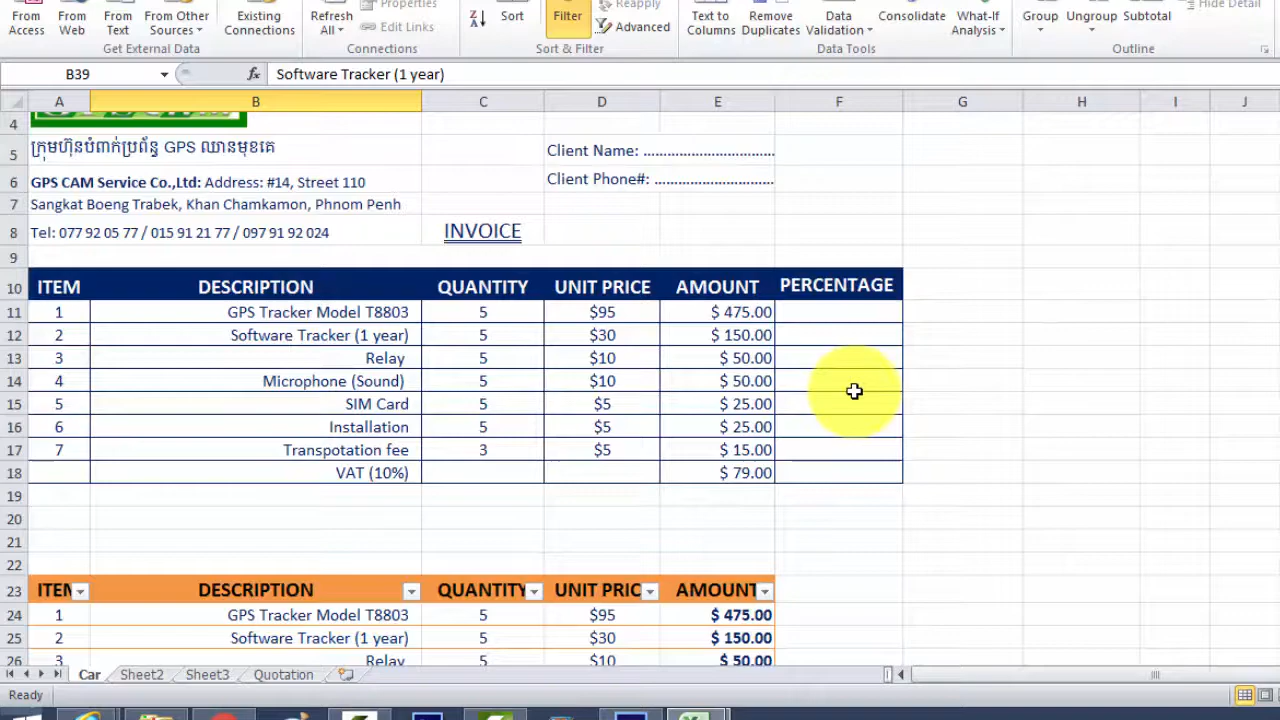 Properties
Reapply
Hide Detail
From Access
From Web
From Text
From Other Sources
Existing Connections
Refresh All
Edit Links
Sort
Filter
Advanced
Text to Columns
Remove Duplicates
Data Validation
Consolidate
What-If Analysis
Group
Ungroup
Subtotal
Get External Data
Connections
Sort & Filter
Data Tools
Outline
B39 fx Software Tracker (1 year)
A B C D E F G H I J
4
5 ក្រុមហ៊ុនបំពាក់ប្រព័ន្ធ GPS ឈានមុខគេ Client Name: ................................
6 GPS CAM Service Co.,Ltd: Address: #14, Street 110 Client Phone#: .............................
7 Sangkat Boeng Trabek, Khan Chamkamon, Phnom Penh
8 Tel: 077 92 05 77 / 015 91 21 77 / 097 91 92 024 INVOICE
9
10 ITEM DESCRIPTION QUANTITY UNIT PRICE AMOUNT PERCENTAGE
11 1 GPS Tracker Model T8803 5 $95 $ 475.00
12 2 Software Tracker (1 year) 5 $30 $ 150.00
13 3 Relay 5 $10 $ 50.00
14 4 Microphone (Sound) 5 $10 $ 50.00
15 5 SIM Card 5 $5 $ 25.00
16 6 Installation 5 $5 $ 25.00
17 7 Transpotation fee 3 $5 $ 15.00
18 VAT (10%) $ 79.00
19
20
21
22
23 ITEM DESCRIPTION QUANTITY UNIT PRIC AMOUNT
24 1 GPS Tracker Model T8803 5 $95 $ 475.00
25 2 Software Tracker (1 year) 5 $30 $ 150.00
26 3 Relay 5 $10 $ 50.00
Car Sheet2 Sheet3 Quotation
Ready